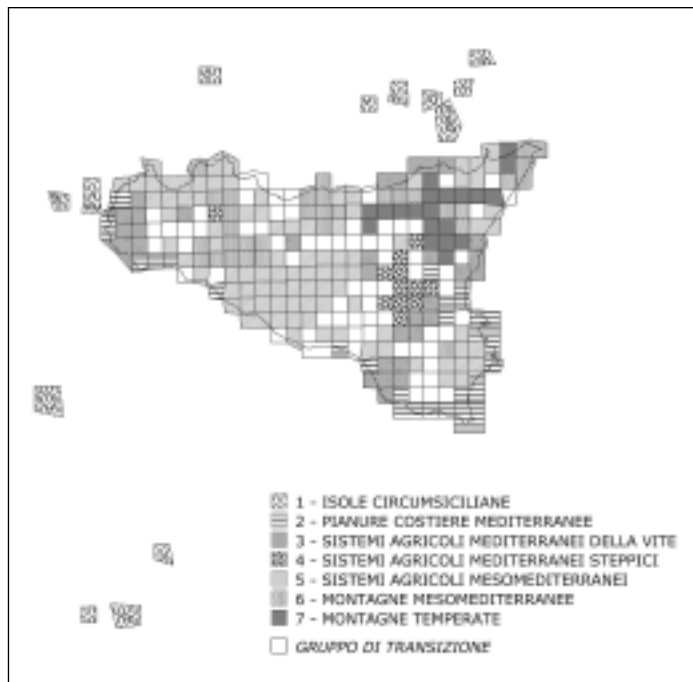 1 - ISOLE CIRCUMSICILIANE
2 - PIANURE COSTIERE MEDITERRANEE
3 - SISTEMI AGRICOLI MEDITERRANEI DELLA VITE
4 - SISTEMI AGRICOLI MEDITERRANEI STEPPICI
5 - SISTEMI AGRICOLI MESOMEDITERRANEI
6 - MONTAGNE MESOMEDITERRANEE
7 - MONTAGNE TEMPERATE
GRUPPO DI TRANSIZIONE